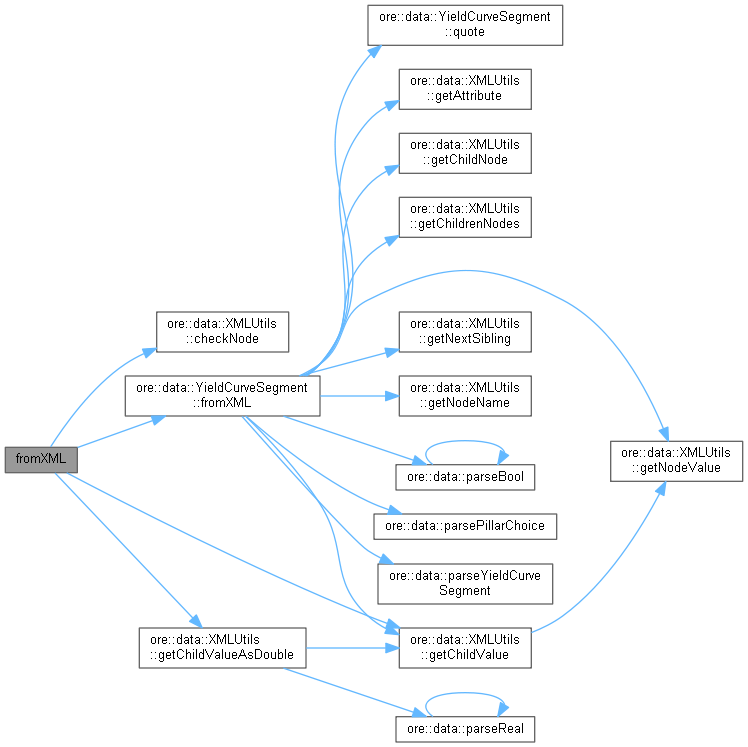 ore::data::YieldCurveSegment
::quote
ore::data::XMLUtils
::getAttribute
ore::data::XMLUtils
::getChildNode
ore::data::XMLUtils
::getChildrenNodes
ore::data::XMLUtils
::checkNode
ore::data::XMLUtils
::getNextSibling
ore::data::YieldCurveSegment
::fromXML
ore::data::XMLUtils
::getNodeName
fromXML
ore::data::parseBool
ore::data::XMLUtils
::getNodeValue
ore::data::parsePillarChoice
ore::data::parseYieldCurve
Segment
ore::data::XMLUtils
::getChildValueAsDouble
ore::data::XMLUtils
::getChildValue
ore::data::parseReal